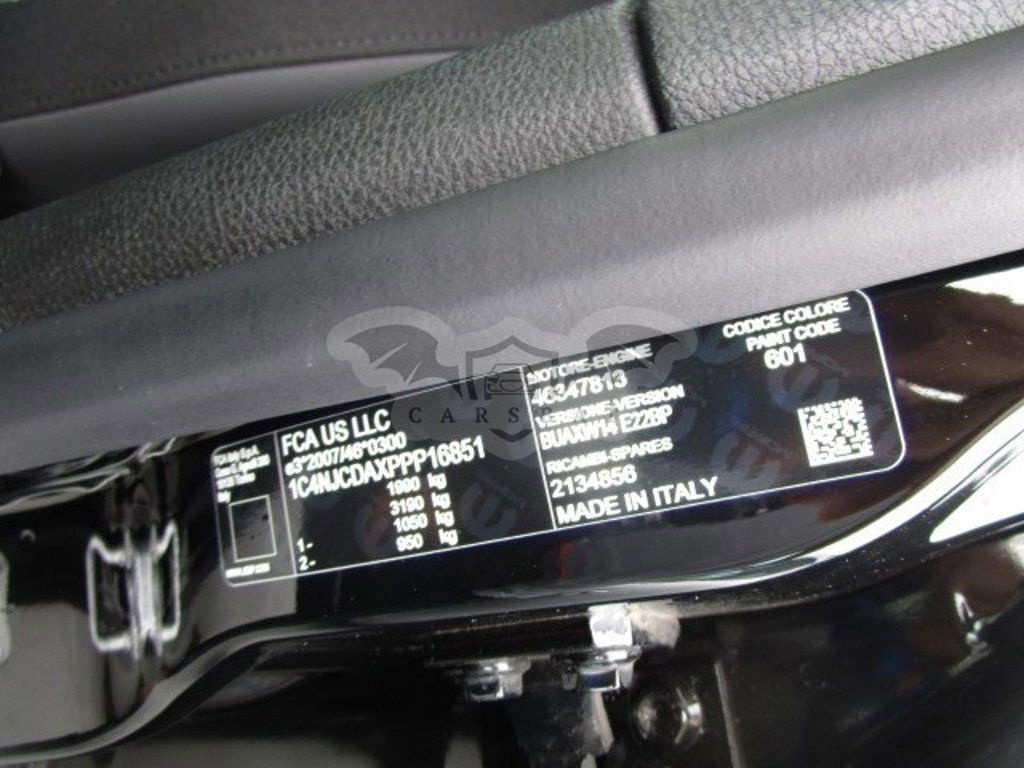 FCA US LLC
e3*2007/46*0300
1C4NJCDAXPPP16851
1990 kg
3190 kg
1- 1050 kg
2- 950 kg
MOTORE-ENGINE
46347813
VERSIONE-VERSION
BUAXW14 E22BP
RICAMBI-SPARES
2134856
MADE IN ITALY
CODICE COLORE
PAINT CODE
601